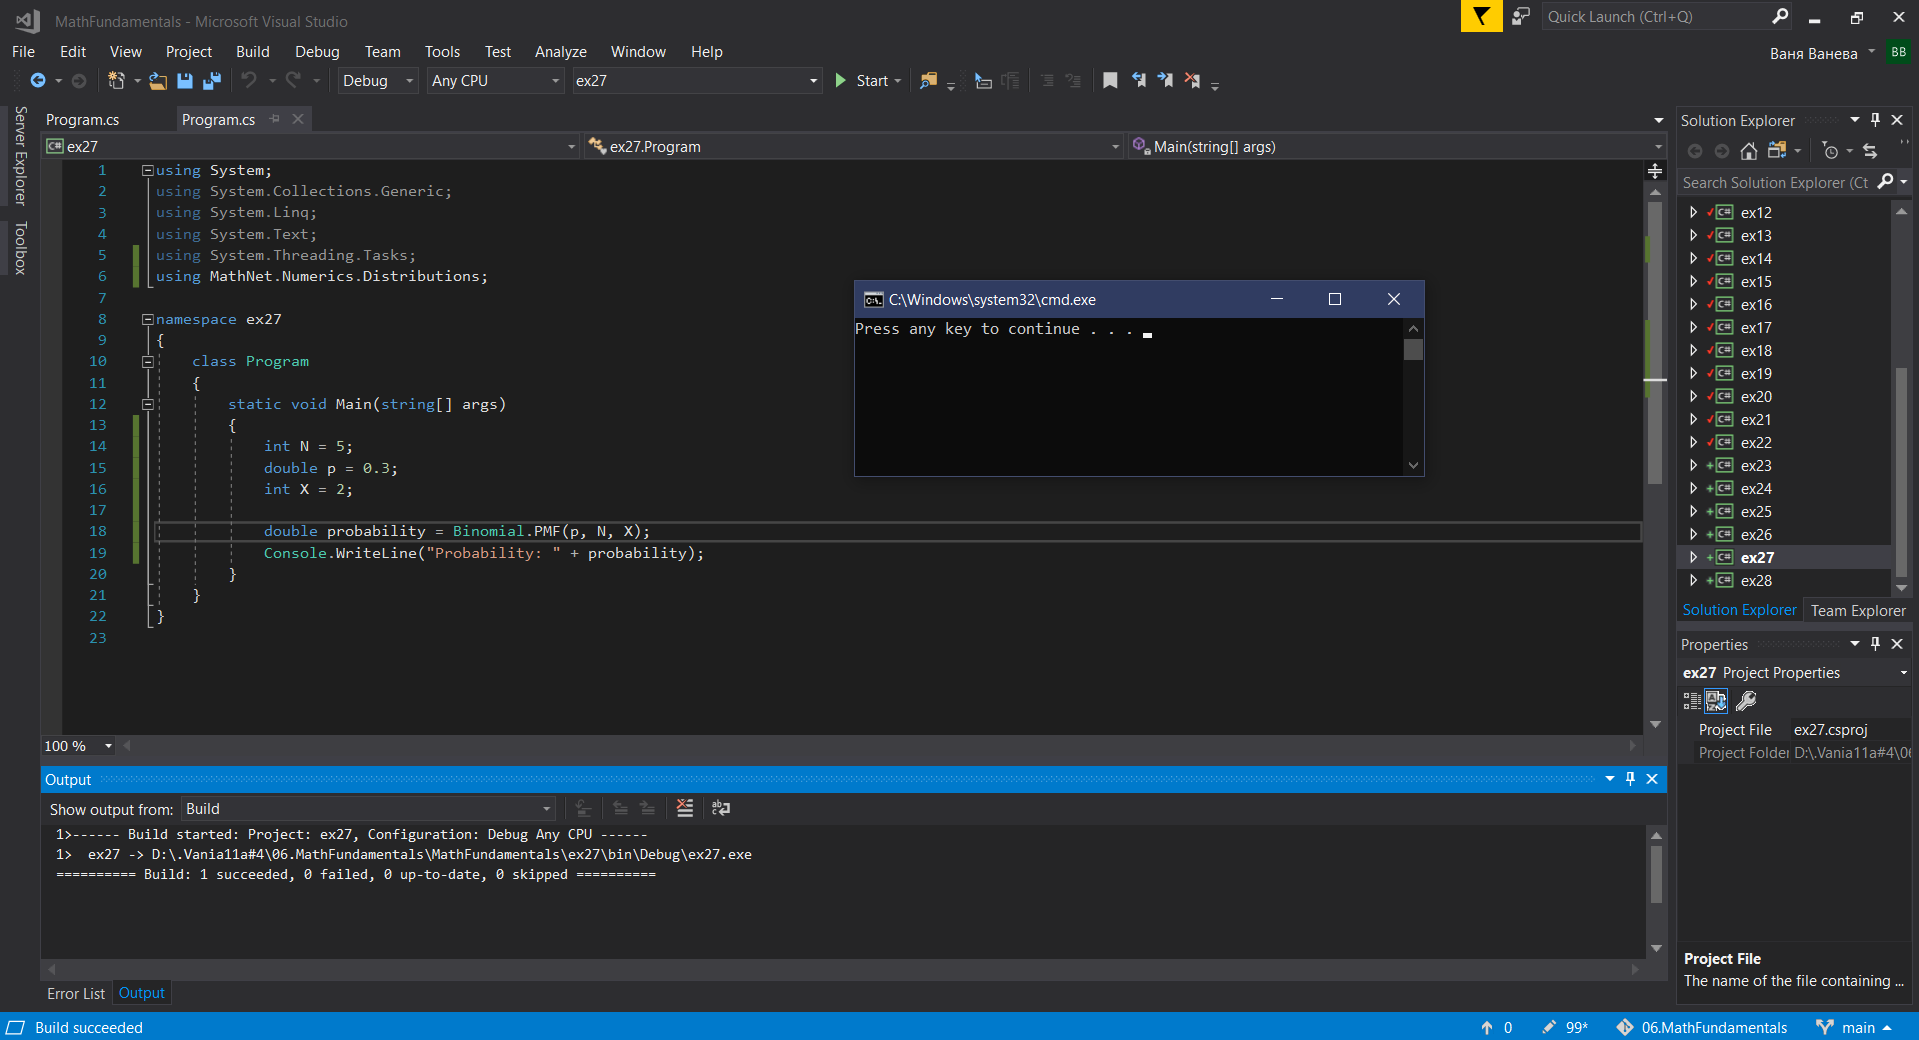 MathFundamentals - Microsoft Visual Studio
Quick Launch (Ctrl+Q)
File Edit View Project Build Debug Team Tools Test Analyze Window Help
Ваня Ванева
ВВ
Debug
Any CPU
ex27
Start
Server Explorer
Toolbox
Program.cs
Program.cs
C# ex27
ex27.Program
Main(string[] args)
1 using System;
2 using System.Collections.Generic;
3 using System.Linq;
4 using System.Text;
5 using System.Threading.Tasks;
6 using MathNet.Numerics.Distributions;
7
8 namespace ex27
9 {
10 class Program
11 {
12 static void Main(string[] args)
13 {
14 int N = 5;
15 double p = 0.3;
16 int X = 2;
17
18 double probability = Binomial.PMF(p, N, X);
19 Console.WriteLine("Probability: " + probability);
20 }
21 }
22 }
23
C:\Windows\system32\cmd.exe
Press any key to continue . . .
100 %
Output
Show output from: Build
1>------ Build started: Project: ex27, Configuration: Debug Any CPU ------
1>  ex27 -> D:\.Vania11a#4\06.MathFundamentals\MathFundamentals\ex27\bin\Debug\ex27.exe
========== Build: 1 succeeded, 0 failed, 0 up-to-date, 0 skipped ==========
Error List Output
Solution Explorer
Search Solution Explorer (Ct
C# ex12
C# ex13
C# ex14
C# ex15
C# ex16
C# ex17
C# ex18
C# ex19
C# ex20
C# ex21
C# ex22
C# ex23
C# ex24
C# ex25
C# ex26
C# ex27
C# ex28
Solution Explorer Team Explorer
Properties
ex27 Project Properties
Project File ex27.csproj
Project Folder D:\.Vania11a#4\06
Project File
The name of the file containing ...
Build succeeded
0
99*
06.MathFundamentals
main